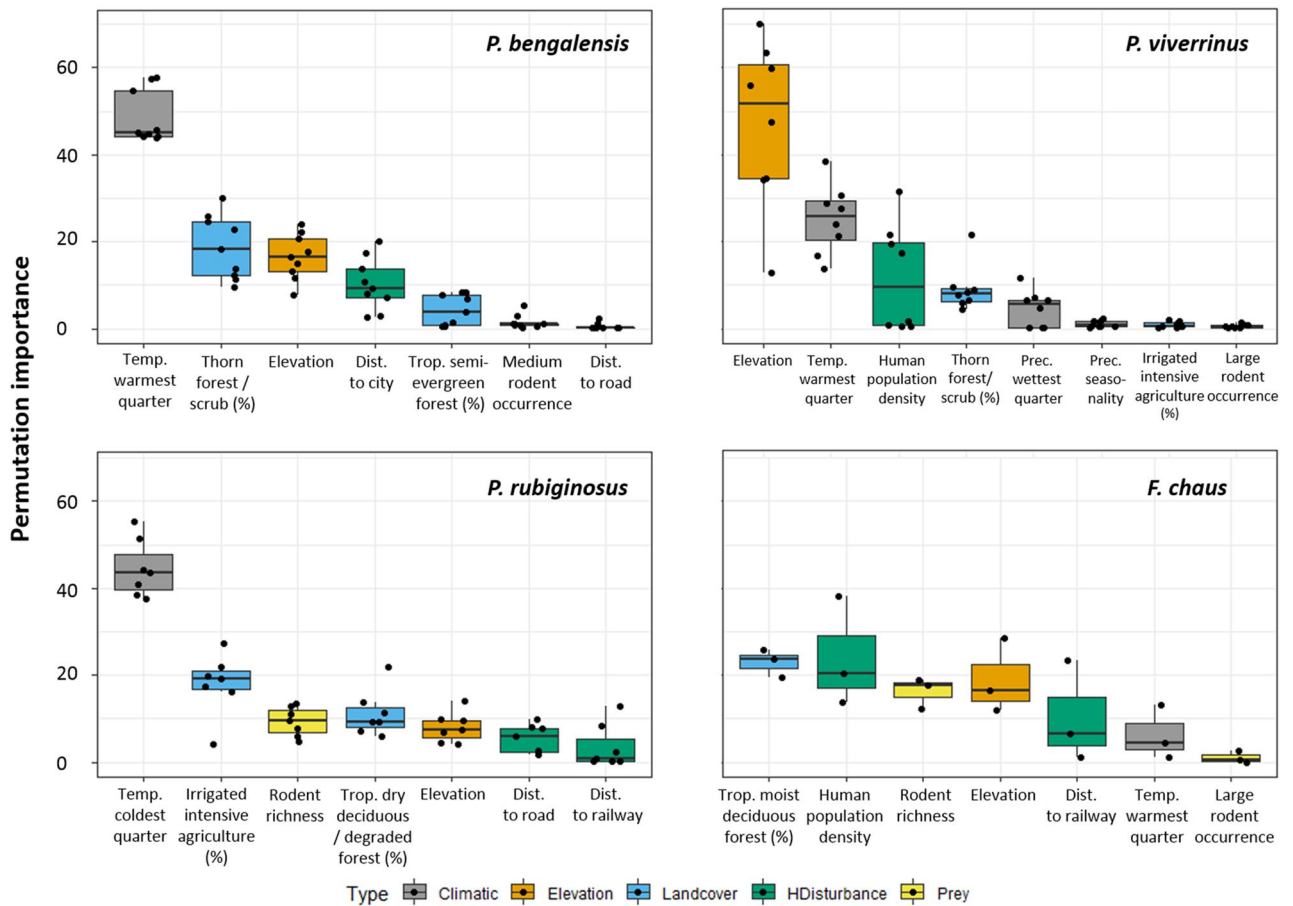 Permutation importance
P. bengalensis
60
40
20
0
Temp.
warmest
quarter
Thorn
forest /
scrub (%)
Elevation
Dist.
to city
Trop. semi-
evergreen
forest (%)
Medium
rodent
occurrence
Dist.
to road
P. viverrinus
Elevation
Temp.
warmest
quarter
Human
population
density
Thorn
forest/
scrub (%)
Prec.
wettest
quarter
Prec.
seaso-
nality
Irrigated
intensive
agriculture
(%)
Large
rodent
occurrence
P. rubiginosus
60
40
20
0
Temp.
coldest
quarter
Irrigated
intensive
agriculture
(%)
Rodent
richness
Trop. dry
deciduous
/ degraded
forest (%)
Elevation
Dist.
to road
Dist.
to railway
F. chaus
Trop. moist
deciduous
forest (%)
Human
population
density
Rodent
richness
Elevation
Dist.
to railway
Temp.
warmest
quarter
Large
rodent
occurrence
Type Climatic Elevation Landcover HDisturbance Prey